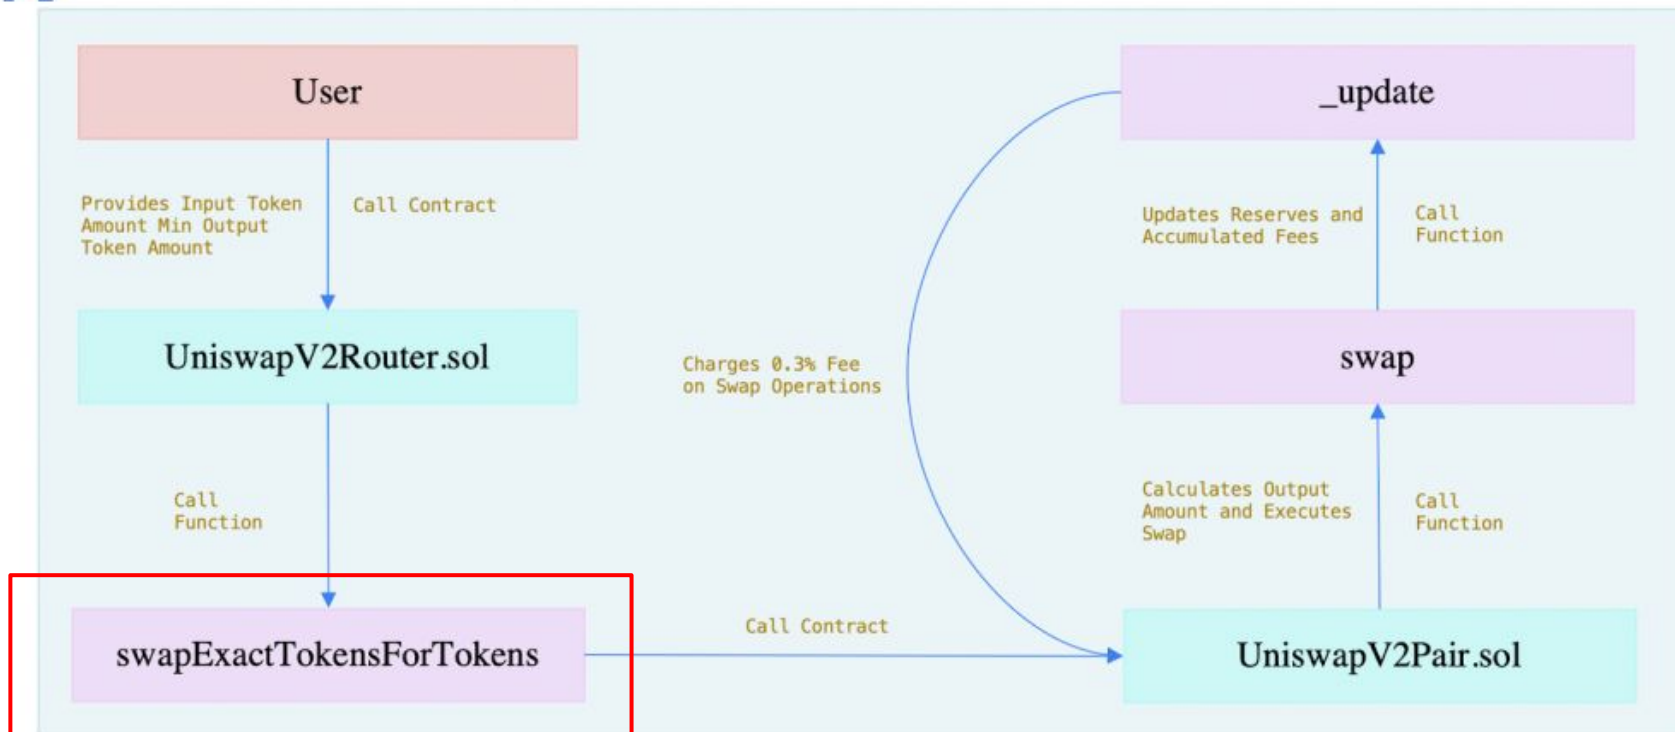 User
Provides Input Token
Amount Min Output
Token Amount
Call Contract
UniswapV2Router.sol
Call
Function
swapExactTokensForTokens
Call Contract
Charges 0.3% Fee
on Swap Operations
_update
Updates Reserves and
Accumulated Fees
Call
Function
swap
Calculates Output
Amount and Executes
Swap
Call
Function
UniswapV2Pair.sol